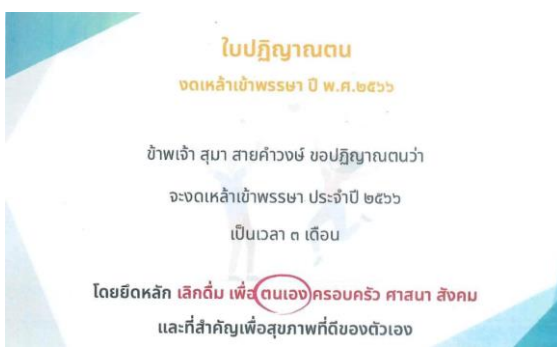 ใบปฏิญาณตน
งดเหล้าเข้าพรรษา ปี พ.ศ.๒๕๖๖
ข้าพเจ้า สุมา สายคำวงษ์ ขอปฏิญาณตนว่า
จะงดเหล้าเข้าพรรษา ประจำปี ๒๕๖๖
เป็นเวลา ๓ เดือน
โดยยึดหลัก เลิกดื่ม เพื่อ ตนเอง ครอบครัว ศาสนา สังคม
และที่สำคัญเพื่อสุขภาพที่ดีของตัวเอง